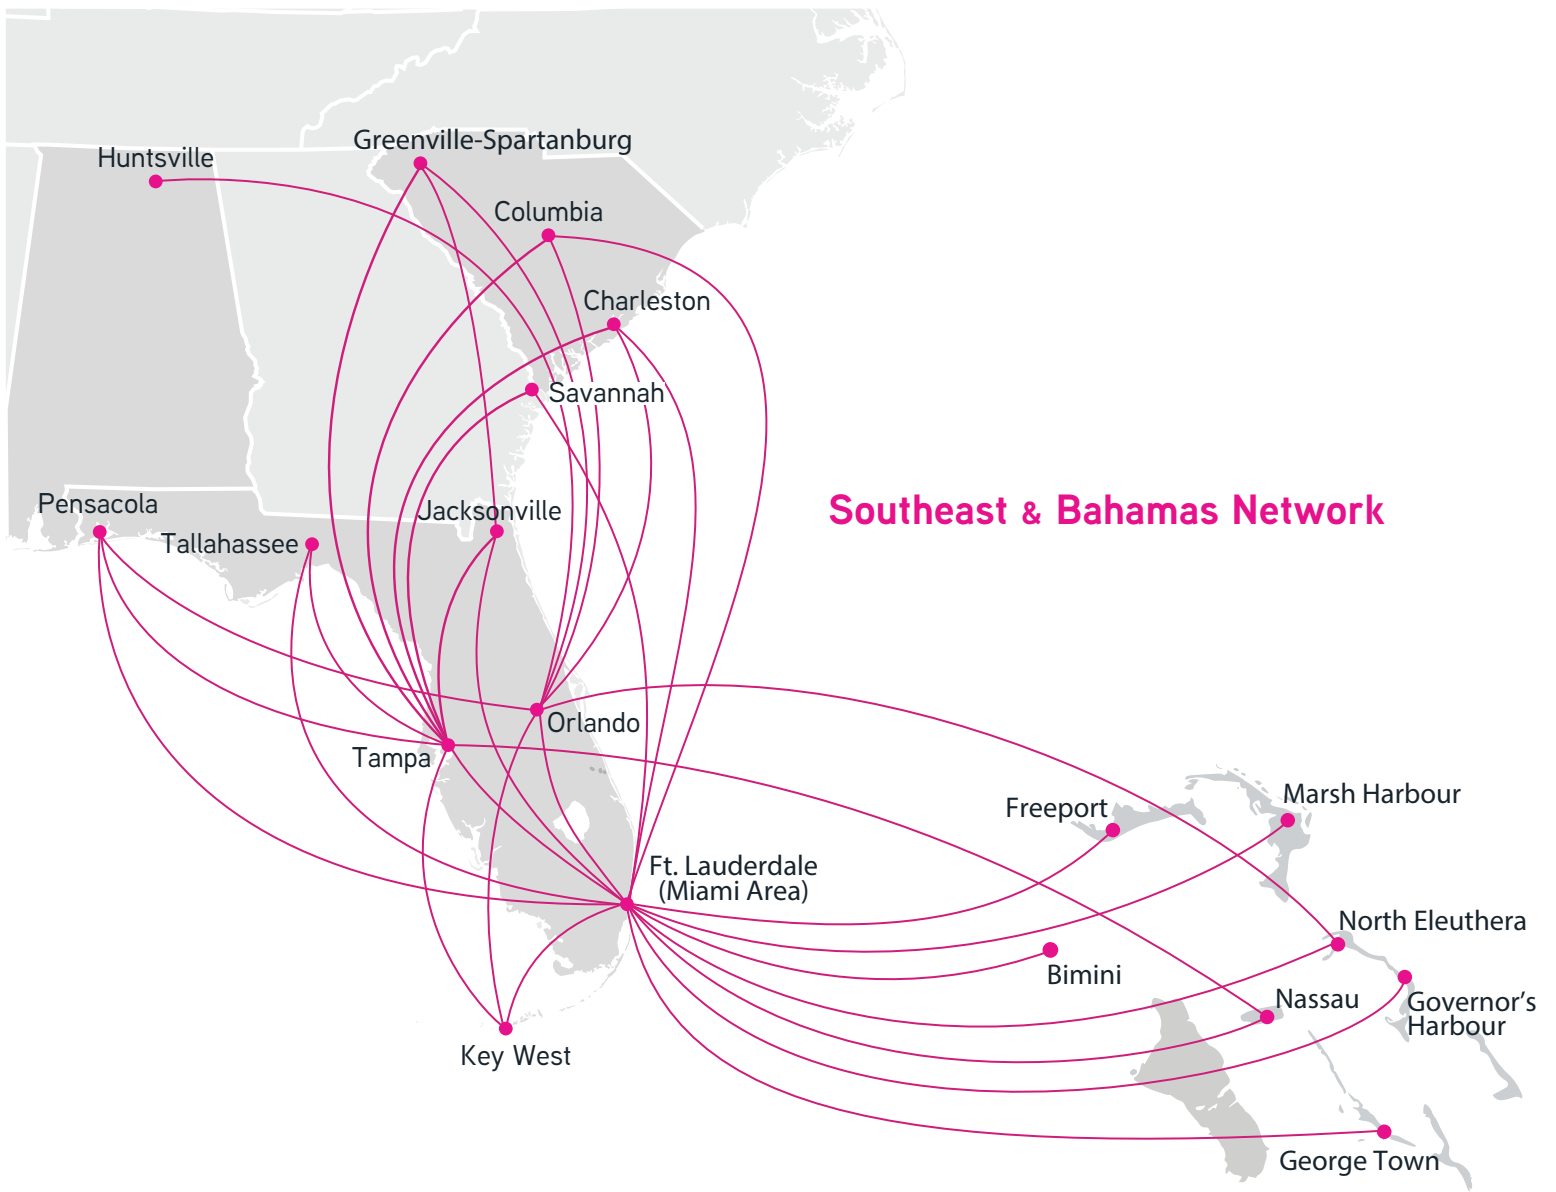 Greenville-Spartanburg
Huntsville
Columbia
Charleston
Savannah
Pensacola
Jacksonville
Southeast & Bahamas Network
Tallahassee
Orlando
Tampa
Marsh Harbour
Freeport
Ft. Lauderdale
(Miami Area)
North Eleuthera
Bimini
Nassau
Governor's
Harbour
Key West
George Town